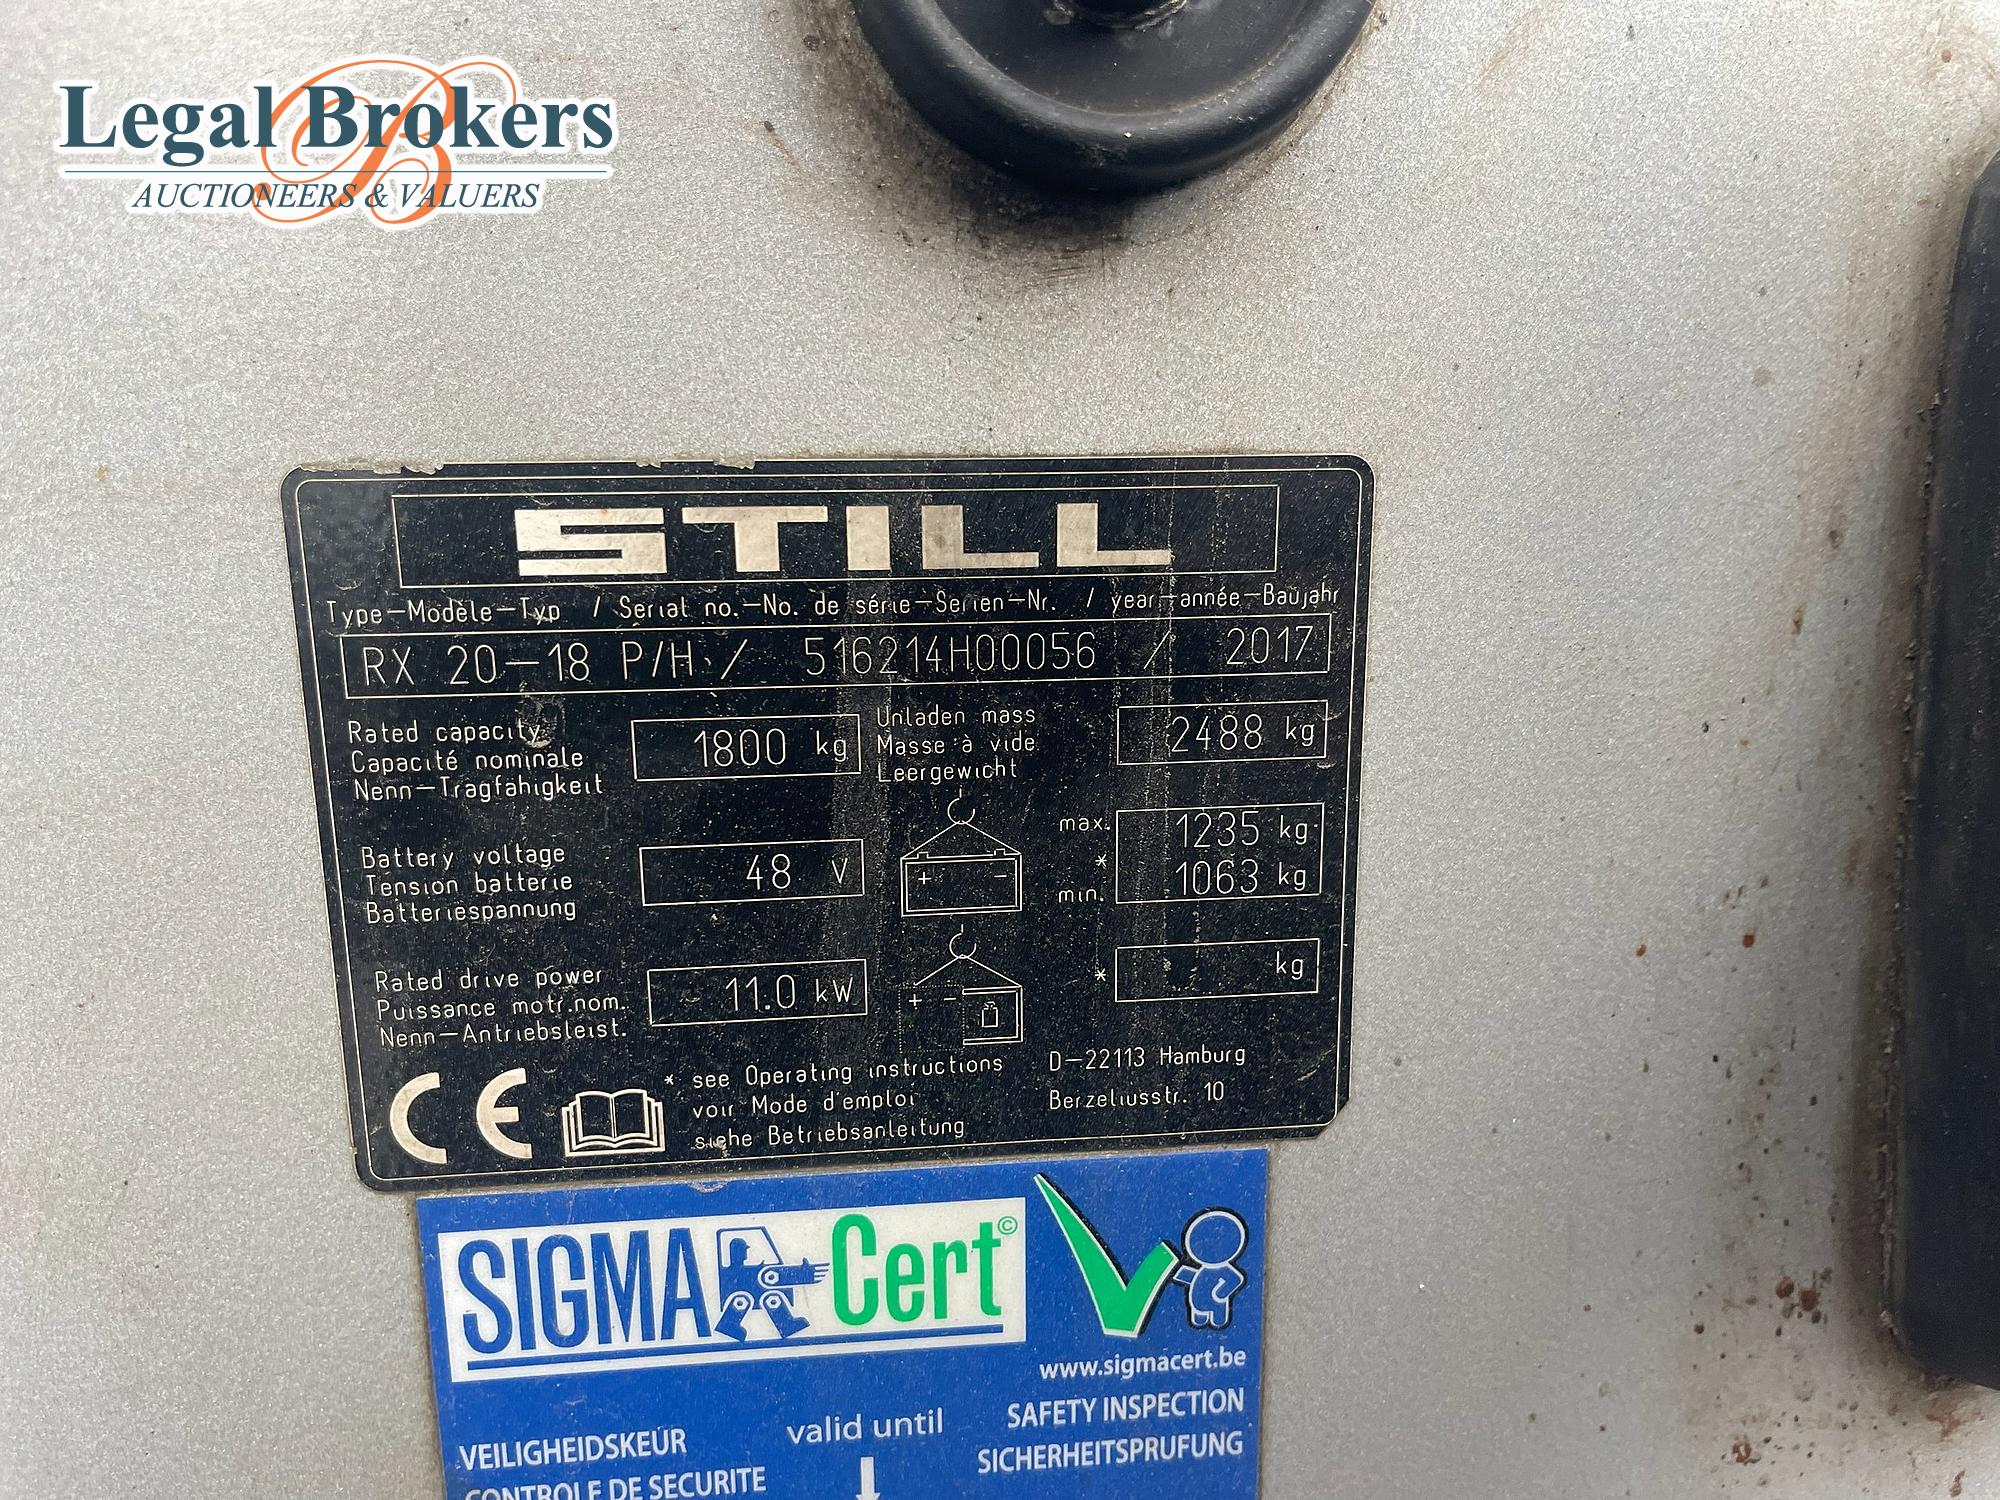 Legal Brokers
AUCTIONEERS & VALUERS
STILL
Type-Modèle-Typ / Serial no.-No. de série-Serien-Nr. / year-année-Baujahr
RX 20-18 P/H / 516214H00056 / 2017
Rated capacity
Capacité nominale
Nenn-Tragfähigkeit
1800 kg
Unladen mass
Masse à vide
Leergewicht
2488 kg
Battery voltage
Tension batterie
Batteriespannung
48 V
+ -
max.
*
min.
1235 kg
1063 kg
Rated drive power
Puissance motr.nom.
Nenn-Antriebsleist.
11.0 kW
+ -
* kg
CE
* see Operating instructions
voir Mode d'emploi
siehe Betriebsanleitung
D-22113 Hamburg
Berzeliusstr. 10
SIGMA Cert©
www.sigmacert.be
VEILIGHEIDSKEUR
CONTROLE DE SECURITE
valid until
SAFETY INSPECTION
SICHERHEITSPRUFUNG